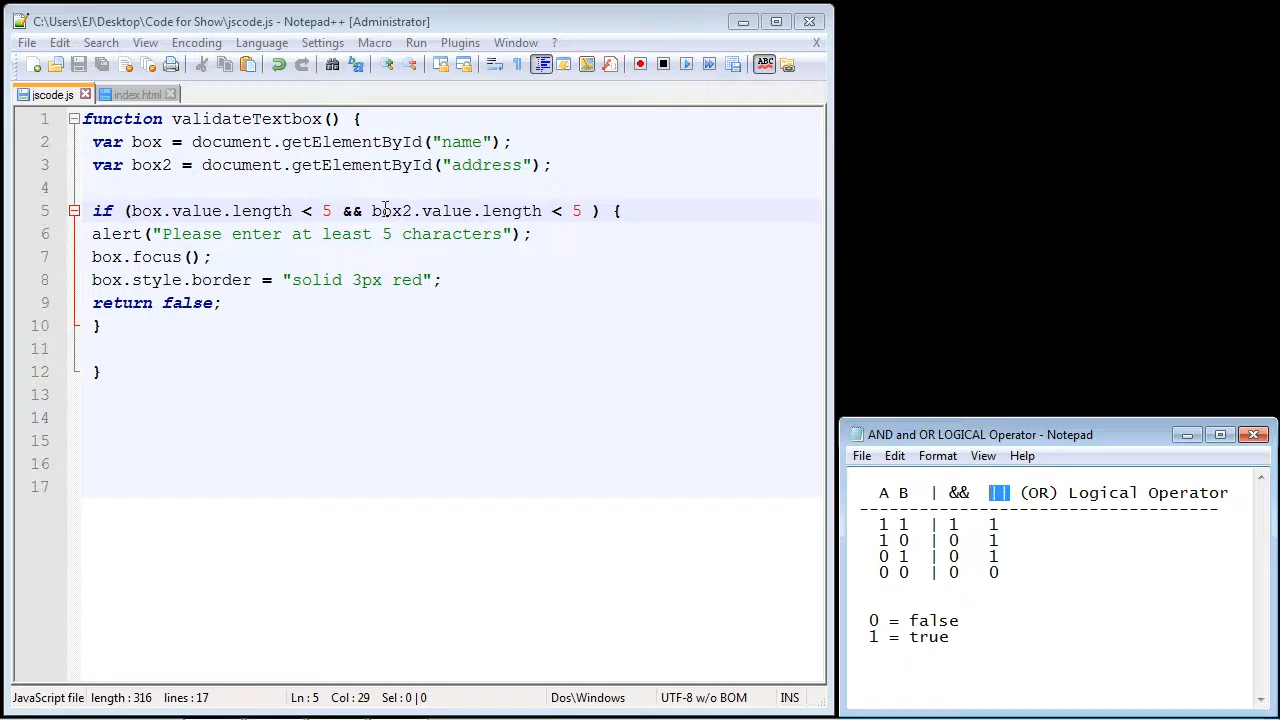 C:\Users\EJ\Desktop\Code for Show\jscode.js - Notepad++ [Administrator]
File Edit Search View Encoding Language Settings Macro Run Plugins Window ? X
ABC
jscode.js index.html
1 function validateTextbox() {
2 var box = document.getElementById("name");
3 var box2 = document.getElementById("address");
4
5 if (box.value.length < 5 && box2.value.length < 5 ) {
6 alert("Please enter at least 5 characters");
7 box.focus();
8 box.style.border = "solid 3px red";
9 return false;
10 }
11
12 }
13
14
15
16
17
JavaScript file length : 316 lines : 17 Ln : 5 Col : 29 Sel : 0 | 0 Dos\Windows UTF-8 w/o BOM INS
AND and OR LOGICAL Operator - Notepad
File Edit Format View Help
A B | && || (OR) Logical Operator
------------------------------------
1 1 | 1 1
1 0 | 0 1
0 1 | 0 1
0 0 | 0 0
0 = false
1 = true